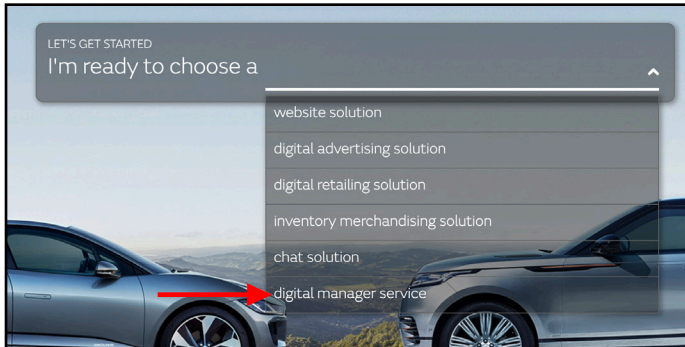 LET'S GET STARTED
I'm ready to choose a
website solution
digital advertising solution
digital retailing solution
inventory merchandising solution
chat solution
digital manager service